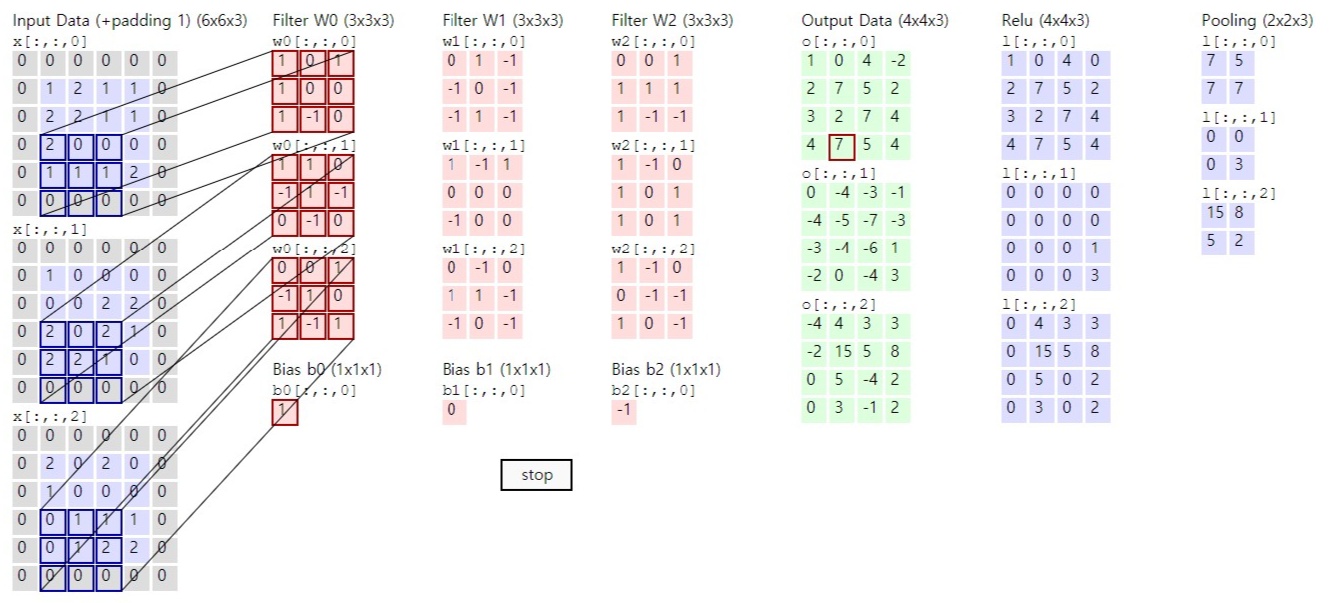 Input Data (+padding 1) (6x6x3)
x[:,:,0]
0 0 0 0 0 0
0 1 2 1 1 0
0 2 2 1 1 0
0 2 0 0 0 0
0 1 1 1 2 0
0 0 0 0 0 0
x[:,:,1]
0 0 0 0 0 0
0 1 0 0 0 0
0 0 0 2 2 0
0 2 0 2 1 0
0 2 2 1 0 0
0 0 0 0 0 0
x[:,:,2]
0 0 0 0 0 0
0 2 0 2 0 0
0 1 0 0 0 0
0 0 1 1 1 0
0 0 1 2 2 0
0 0 0 0 0 0
Filter W0 (3x3x3)
w0[:,:,0]
1 0 1
1 0 0
1 -1 0
w0[:,:,1]
1 1 0
-1 1 -1
0 -1 0
w0[:,:,2]
0 0 1
-1 1 0
1 -1 1
Bias b0 (1x1x1)
b0[:,:,0]
1
Filter W1 (3x3x3)
w1[:,:,0]
0 1 -1
-1 0 -1
-1 1 -1
w1[:,:,1]
1 -1 1
0 0 0
-1 0 0
w1[:,:,2]
0 -1 0
1 1 -1
-1 0 -1
Bias b1 (1x1x1)
b1[:,:,0]
0
Filter W2 (3x3x3)
w2[:,:,0]
0 0 1
1 1 1
1 -1 -1
w2[:,:,1]
1 -1 0
1 0 1
1 0 1
w2[:,:,2]
1 -1 0
0 -1 -1
1 0 -1
Bias b2 (1x1x1)
b2[:,:,0]
-1
stop
Output Data (4x4x3)
o[:,:,0]
1 0 4 -2
2 7 5 2
3 2 7 4
4 7 5 4
o[:,:,1]
0 -4 -3 -1
-4 -5 -7 -3
-3 -4 -6 1
-2 0 -4 3
o[:,:,2]
-4 4 3 3
-2 15 5 8
0 5 -4 2
0 3 -1 2
Relu (4x4x3)
l[:,:,0]
1 0 4 0
2 7 5 2
3 2 7 4
4 7 5 4
l[:,:,1]
0 0 0 0
0 0 0 0
0 0 0 1
0 0 0 3
l[:,:,2]
0 4 3 3
0 15 5 8
0 5 0 2
0 3 0 2
Pooling (2x2x3)
l[:,:,0]
7 5
7 7
l[:,:,1]
0 0
0 3
l[:,:,2]
15 8
5 2